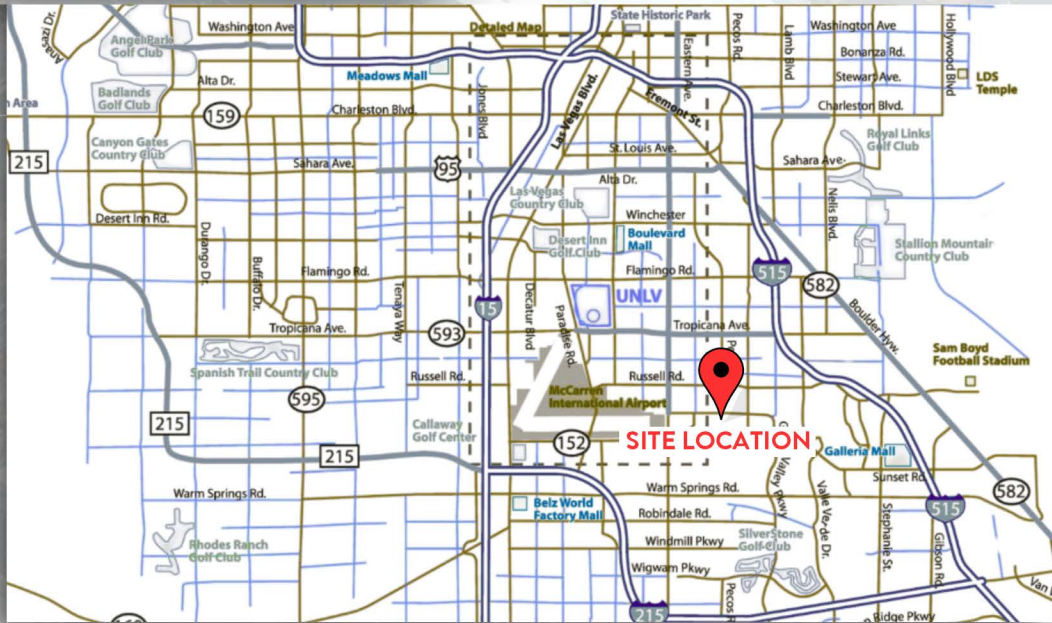 Washington Ave
Detaled Map
State Historic Park
Pecos Rd.
Lamb Blvd
Washington Ave
Hollywood Blvd
Anasazi Dr.
Angel Park
Golf Club
Eastern Ave.
Bonanza Rd.
Meadows Mall
Alta Dr.
Stewart Ave.
LDS
Temple
Badlands
Golf Club
n Area
159
Charleston Blvd.
Jones Blvd
Las Vegas Blvd.
Fremont St.
Charleston Blvd.
Royal Links
Golf Club
Canyon Gates
Country Club
215
Sahara Ave.
95
St. Louis Ave.
Sahara Ave.
Alta Dr.
Las Vegas
Country Club
Nelis Blvd.
Desert Inn Rd.
Winchester
Durango Dr.
Desert Inn
Golf Club
Boulevard
Mall
Stallion Mountain
Country Club
Buffalo Dr.
Flamingo Rd.
Flamingo Rd.
515
582
Tenaya Way
15
Decatur Blvd
UNLV
Boulder Hyw.
Paradise Rd.
Tropicana Ave.
593
Tropicana Ave.
Sam Boyd
Football Stadium
Spanish Trail Country Club
Russell Rd.
Russell Rd.
595
McCarren
International Airport
215
Callaway
Golf Center
152
SITE LOCATION
215
Galleria Mall
Valley Pkwy
Sunset Rd.
Warm Springs Rd.
Warm Springs Rd.
582
Belz World
Factory Mall
Robindale Rd.
515
Valle Verde Dr.
Stephanie St.
Gibson Rd.
Rhodes Ranch
Golf Club
Windmill Pkwy
SilverStone
Golf Club
Wigwam Pkwy
Pecos R
Van
215
Ridge Pkwy